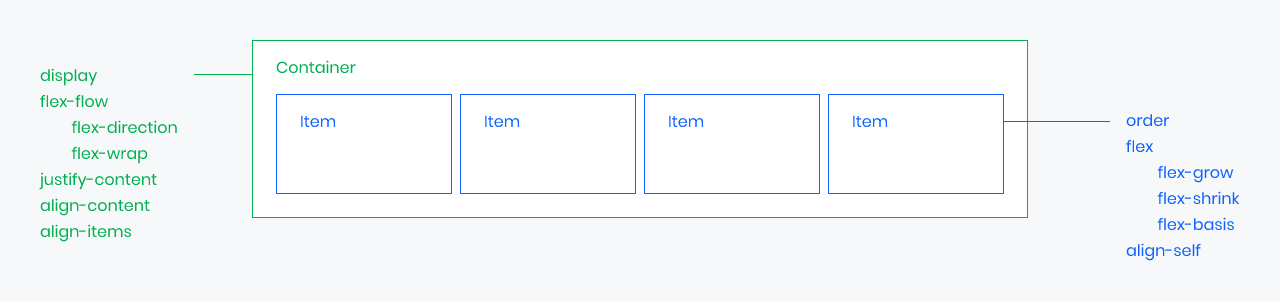 display
flex-flow
flex-direction
flex-wrap
justify-content
align-content
align-items
Container
Item
Item
Item
Item
order
flex
flex-grow
flex-shrink
flex-basis
align-self